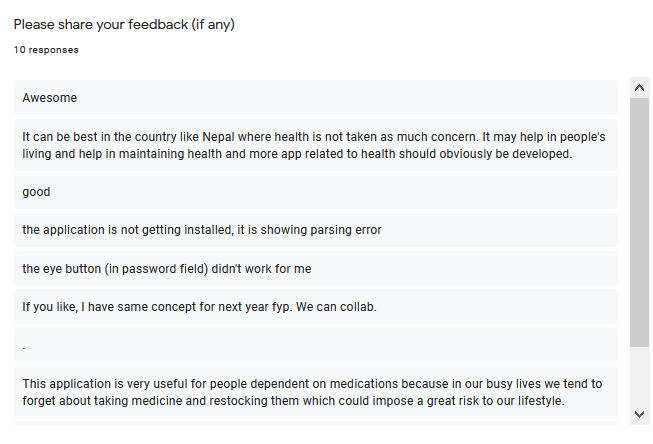 Please share your feedback (if any)
10 responses
Awesome
It can be best in the country like Nepal where health is not taken as much concern. It may help in people's
living and help in maintaining health and more app related to health should obviously be developed.
good
the application is not getting installed, it is showing parsing error
the eye button (in password field) didn't work for me
If you like, I have same concept for next year fyp. We can collab.
.
This application is very useful for people dependent on medications because in our busy lives we tend to
forget about taking medicine and restocking them which could impose a great risk to our lifestyle.